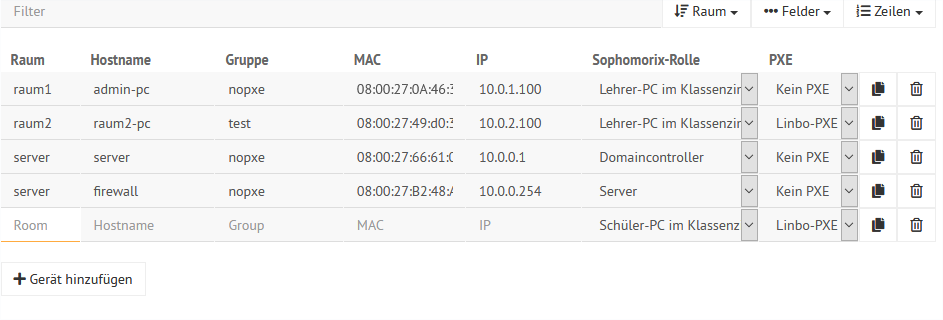 Filter Raum Felder Zeilen
Raum Hostname Gruppe MAC IP Sophomorix-Rolle PXE
raum1 admin-pc nopxe 08:00:27:0A:46: 10.0.1.100 Lehrer-PC im Klassenzir Kein PXE
raum2 raum2-pc test 08:00:27:49:d0: 10.0.2.100 Lehrer-PC im Klassenzir Linbo-PXE
server server nopxe 08:00:27:66:61: 10.0.0.1 Domaincontroller Kein PXE
server firewall nopxe 08:00:27:B2:48: 10.0.0.254 Server Kein PXE
Room Hostname Group MAC IP Schüler-PC im Klassenz Linbo-PXE
Gerät hinzufügen